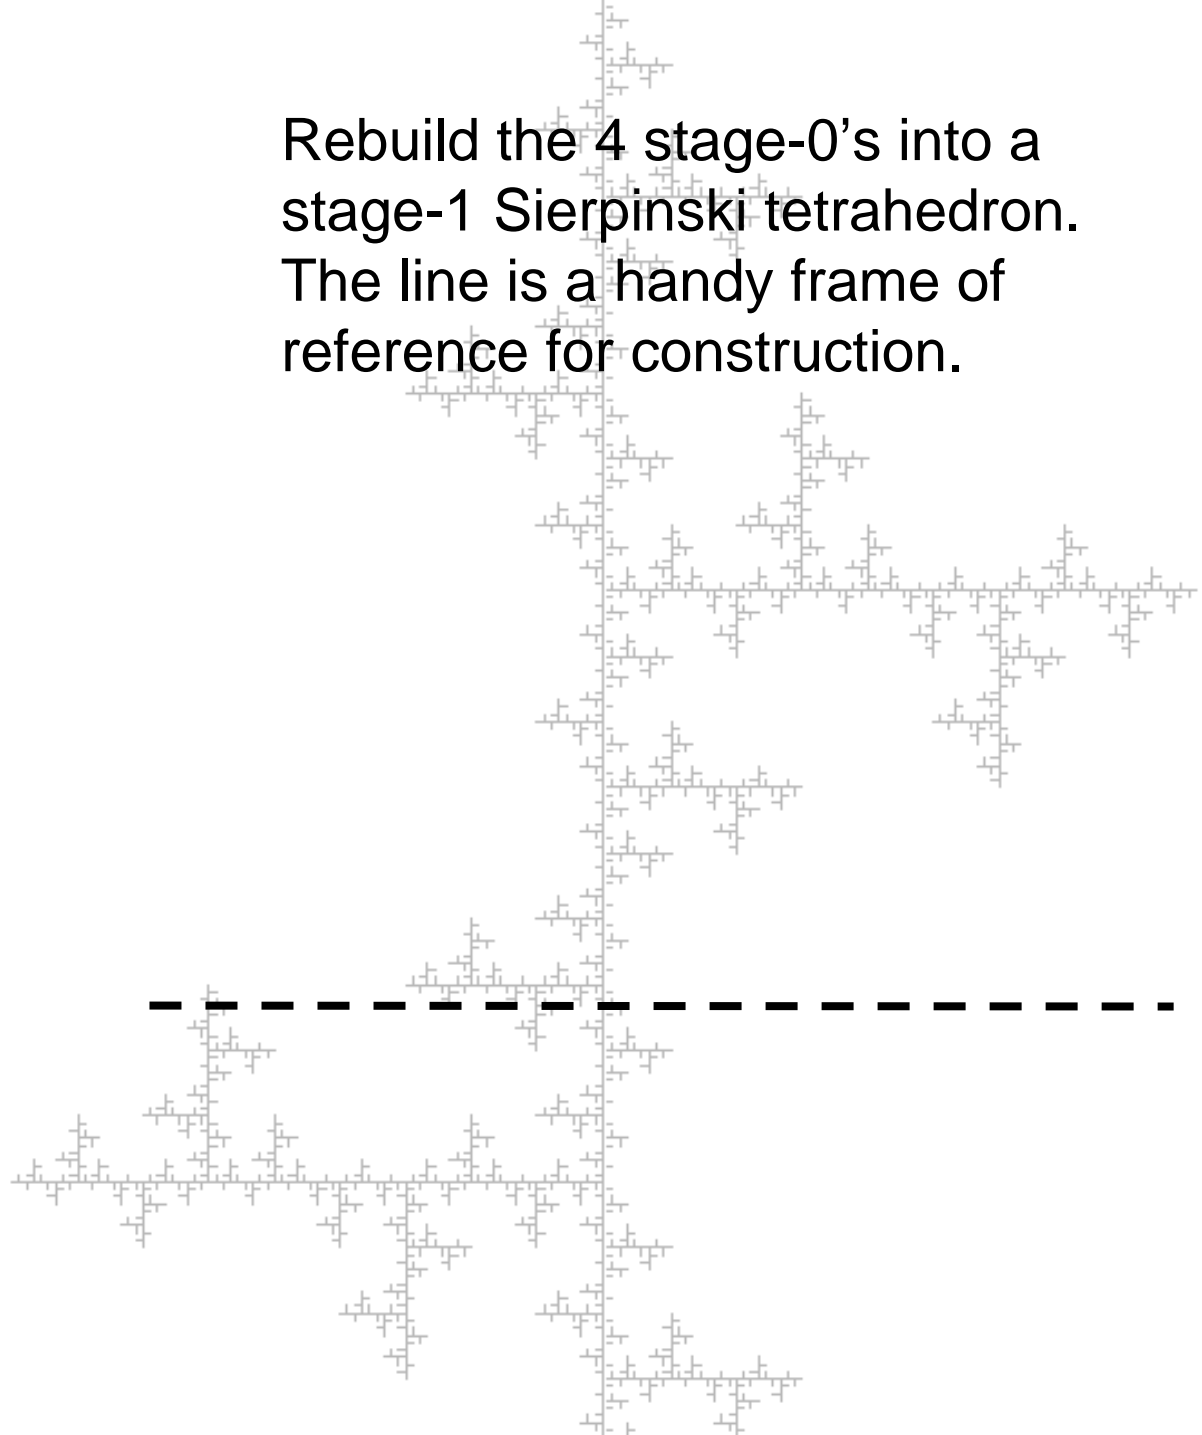 Rebuild the 4 stage-0’s into a
stage-1 Sierpinski tetrahedron.
The line is a handy frame of
reference for construction.